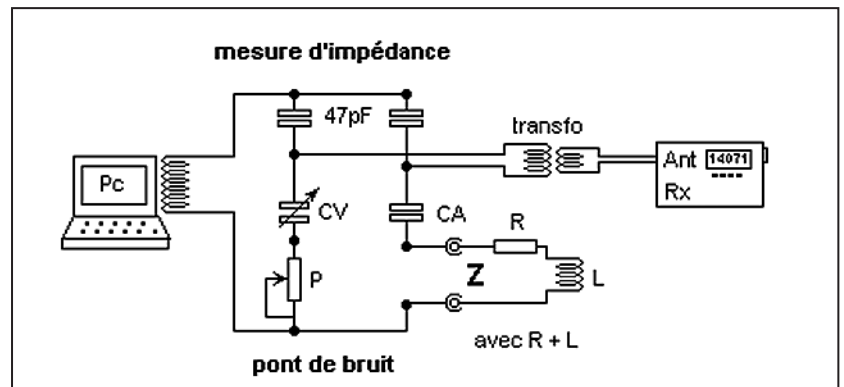 mesure d'impédance
47pF
transfo
Pc
Ant 14071
Rx
CV
CA
R
P
Z
L
avec R + L
pont de bruit